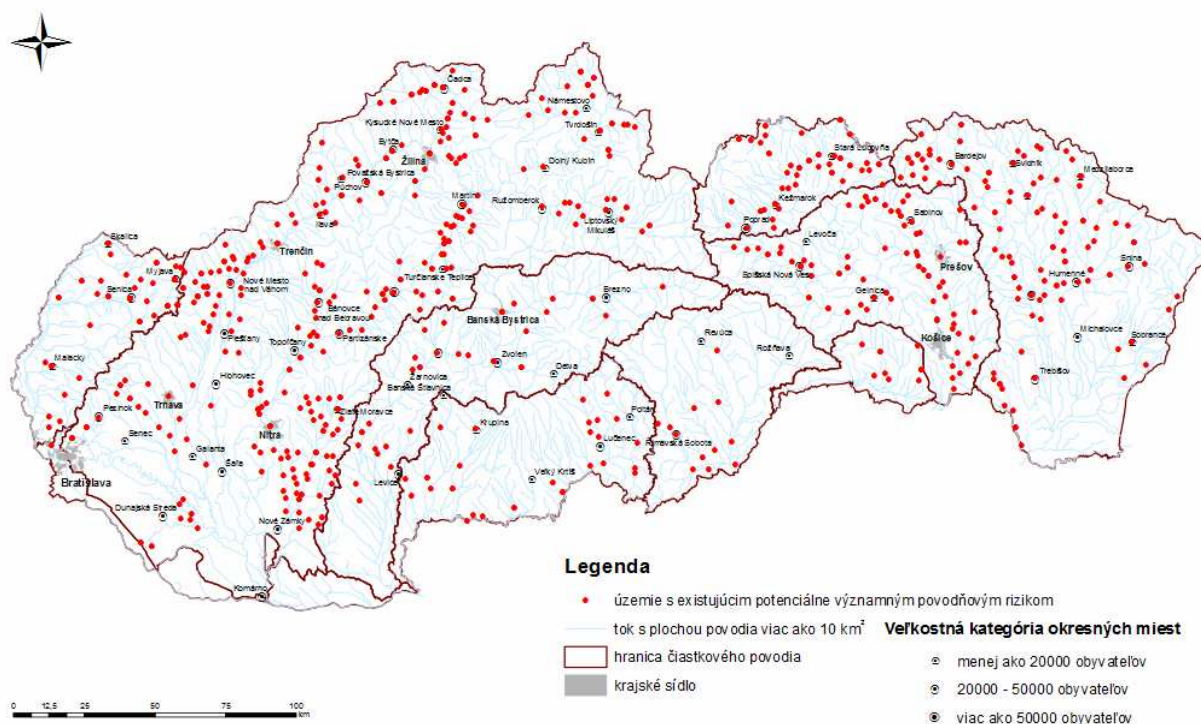 Čadca
Námestovo
Kysucké Nové Mesto
Tvrdošín
Bytča
Žilina
Stará Ľubovňa
Bardejov
Svidník
Dolný Kubín
Považská Bystrica
Medzilaborce
Púchov
Martin
Ružomberok
Kežmarok
Liptovský
Mikuláš
Ilava
Sabinov
Poprad
Levoča
Skalica
Trenčín
Prešov
Snina
Myjava
Turčianske Teplice
Spišská Nová Ves
Humenné
Nové Mesto
nad Váhom
Senica
Brezno
Gelnica
Bánovce
nad Bebravou
Banská Bystrica
Piešťany
Partizánske
Revúca
Košice
Michalovce
Sobrance
Topoľčany
Rožňava
Malacky
Zvolen
Detva
Žarnovica
Trebišov
Hlohovec
Banská Štiavnica
Trnava
Pezinok
Zlaté Moravce
Poltár
Nitra
Krupina
Senec
Lučenec
Rimavská Sobota
Galanta
Šaľa
Bratislava
Levice
Veľký Krtíš
Dunajská Streda
Nové Zámky
Komárno
Legenda
územie s existujúcim potenciálne významným povodňovým rizikom
tok s plochou povodia viac ako 10 km²
Veľkostná kategória okresných miest
hranica čiastkového povodia
menej ako 20000 obyvateľov
krajské sídlo
20000 - 50000 obyvateľov
viac ako 50000 obyvateľov
0 12,5 25 50 75 100
km